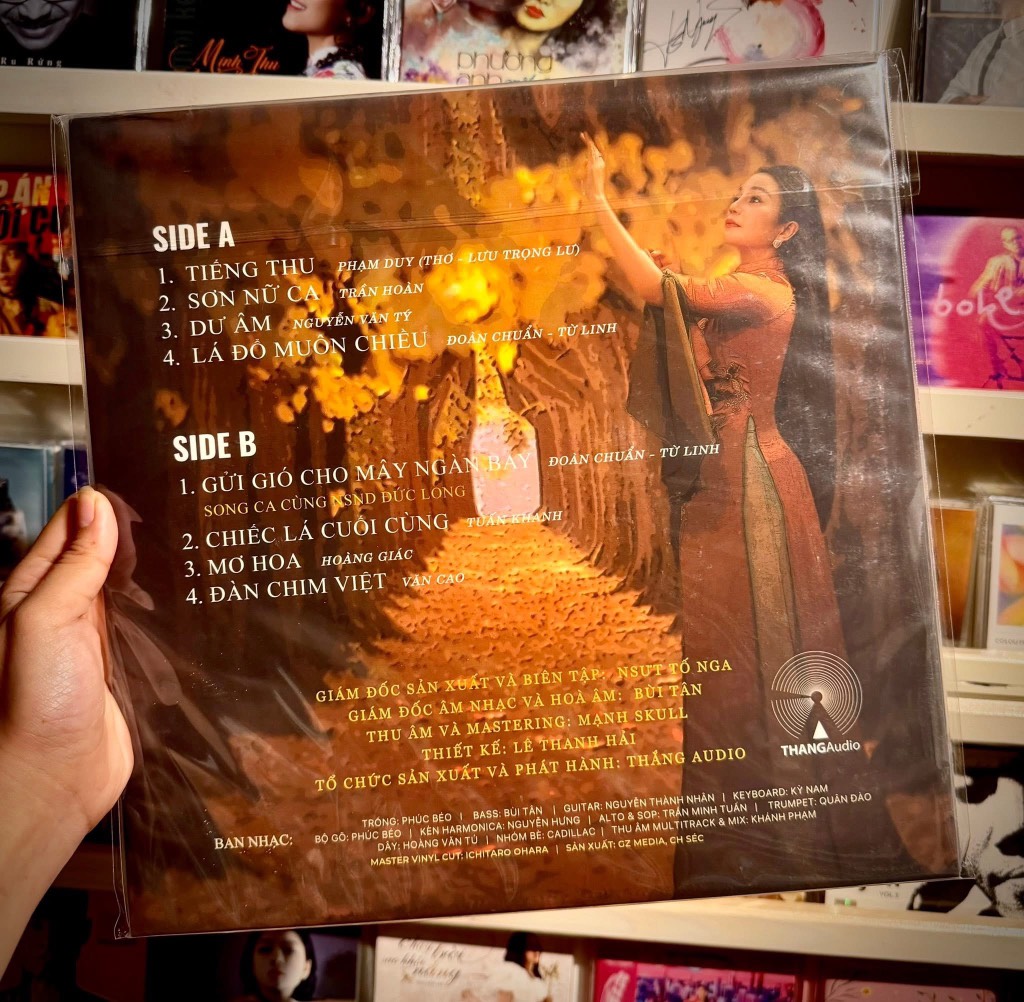 Minh Thu
phương
anh
SIDE A
1. TIẾNG THU PHẠM DUY (THƠ - LƯU TRỌNG LU)
2. SƠN NỮ CA TRẦN HOÀN
3. DƯ ÂM NGUYỄN VĂN TÝ
4. LÁ ĐỔ MUÔN CHIỀU ĐOÀN CHUẨN - TỪ LINH
SIDE B
1. GỬI GIÓ CHO MÂY NGÀN BAY ĐOÀN CHUẨN - TỪ LINH
SONG CA CÙNG NSND ĐỨC LONG
2. CHIẾC LÁ CUỐI CÙNG TUẤN KHANH
3. MƠ HOA HOÀNG GIÁC
4. ĐÀN CHIM VIỆT VĂN CAO
GIÁM ĐỐC SẢN XUẤT VÀ BIÊN TẬP: NSƯT TỐ NGA
GIÁM ĐỐC ÂM NHẠC VÀ HOÀ ÂM: BÙI TÂN
THU ÂM VÀ MASTERING: MẠNH SKULL
THIẾT KẾ: LÊ THANH HẢI
TỔ CHỨC SẢN XUẤT VÀ PHÁT HÀNH: THẮNG AUDIO
THANGAudio
BAN NHẠC:
TRỐNG: PHÚC BÉO | BASS: BÙI TÂN | GUITAR: NGUYỄN THÀNH NHÂN | KEYBOARD: KỲ NAM
BỘ GÕ: PHÚC BÉO | KÈN HARMONICA: NGUYÊN HƯNG | ALTO & SOP: TRẦN MINH TUẤN | TRUMPET: QUÂN ĐÀO
DÂY: HOÀNG VĂN TÚ | NHÓM BÈ: CADILLAC | THU ÂM MULTITRACK & MIX: KHÁNH PHẠM
MASTER VINYL CUT: ICHITARO OHARA | SẢN XUẤT: GZ MEDIA, CH SÉC